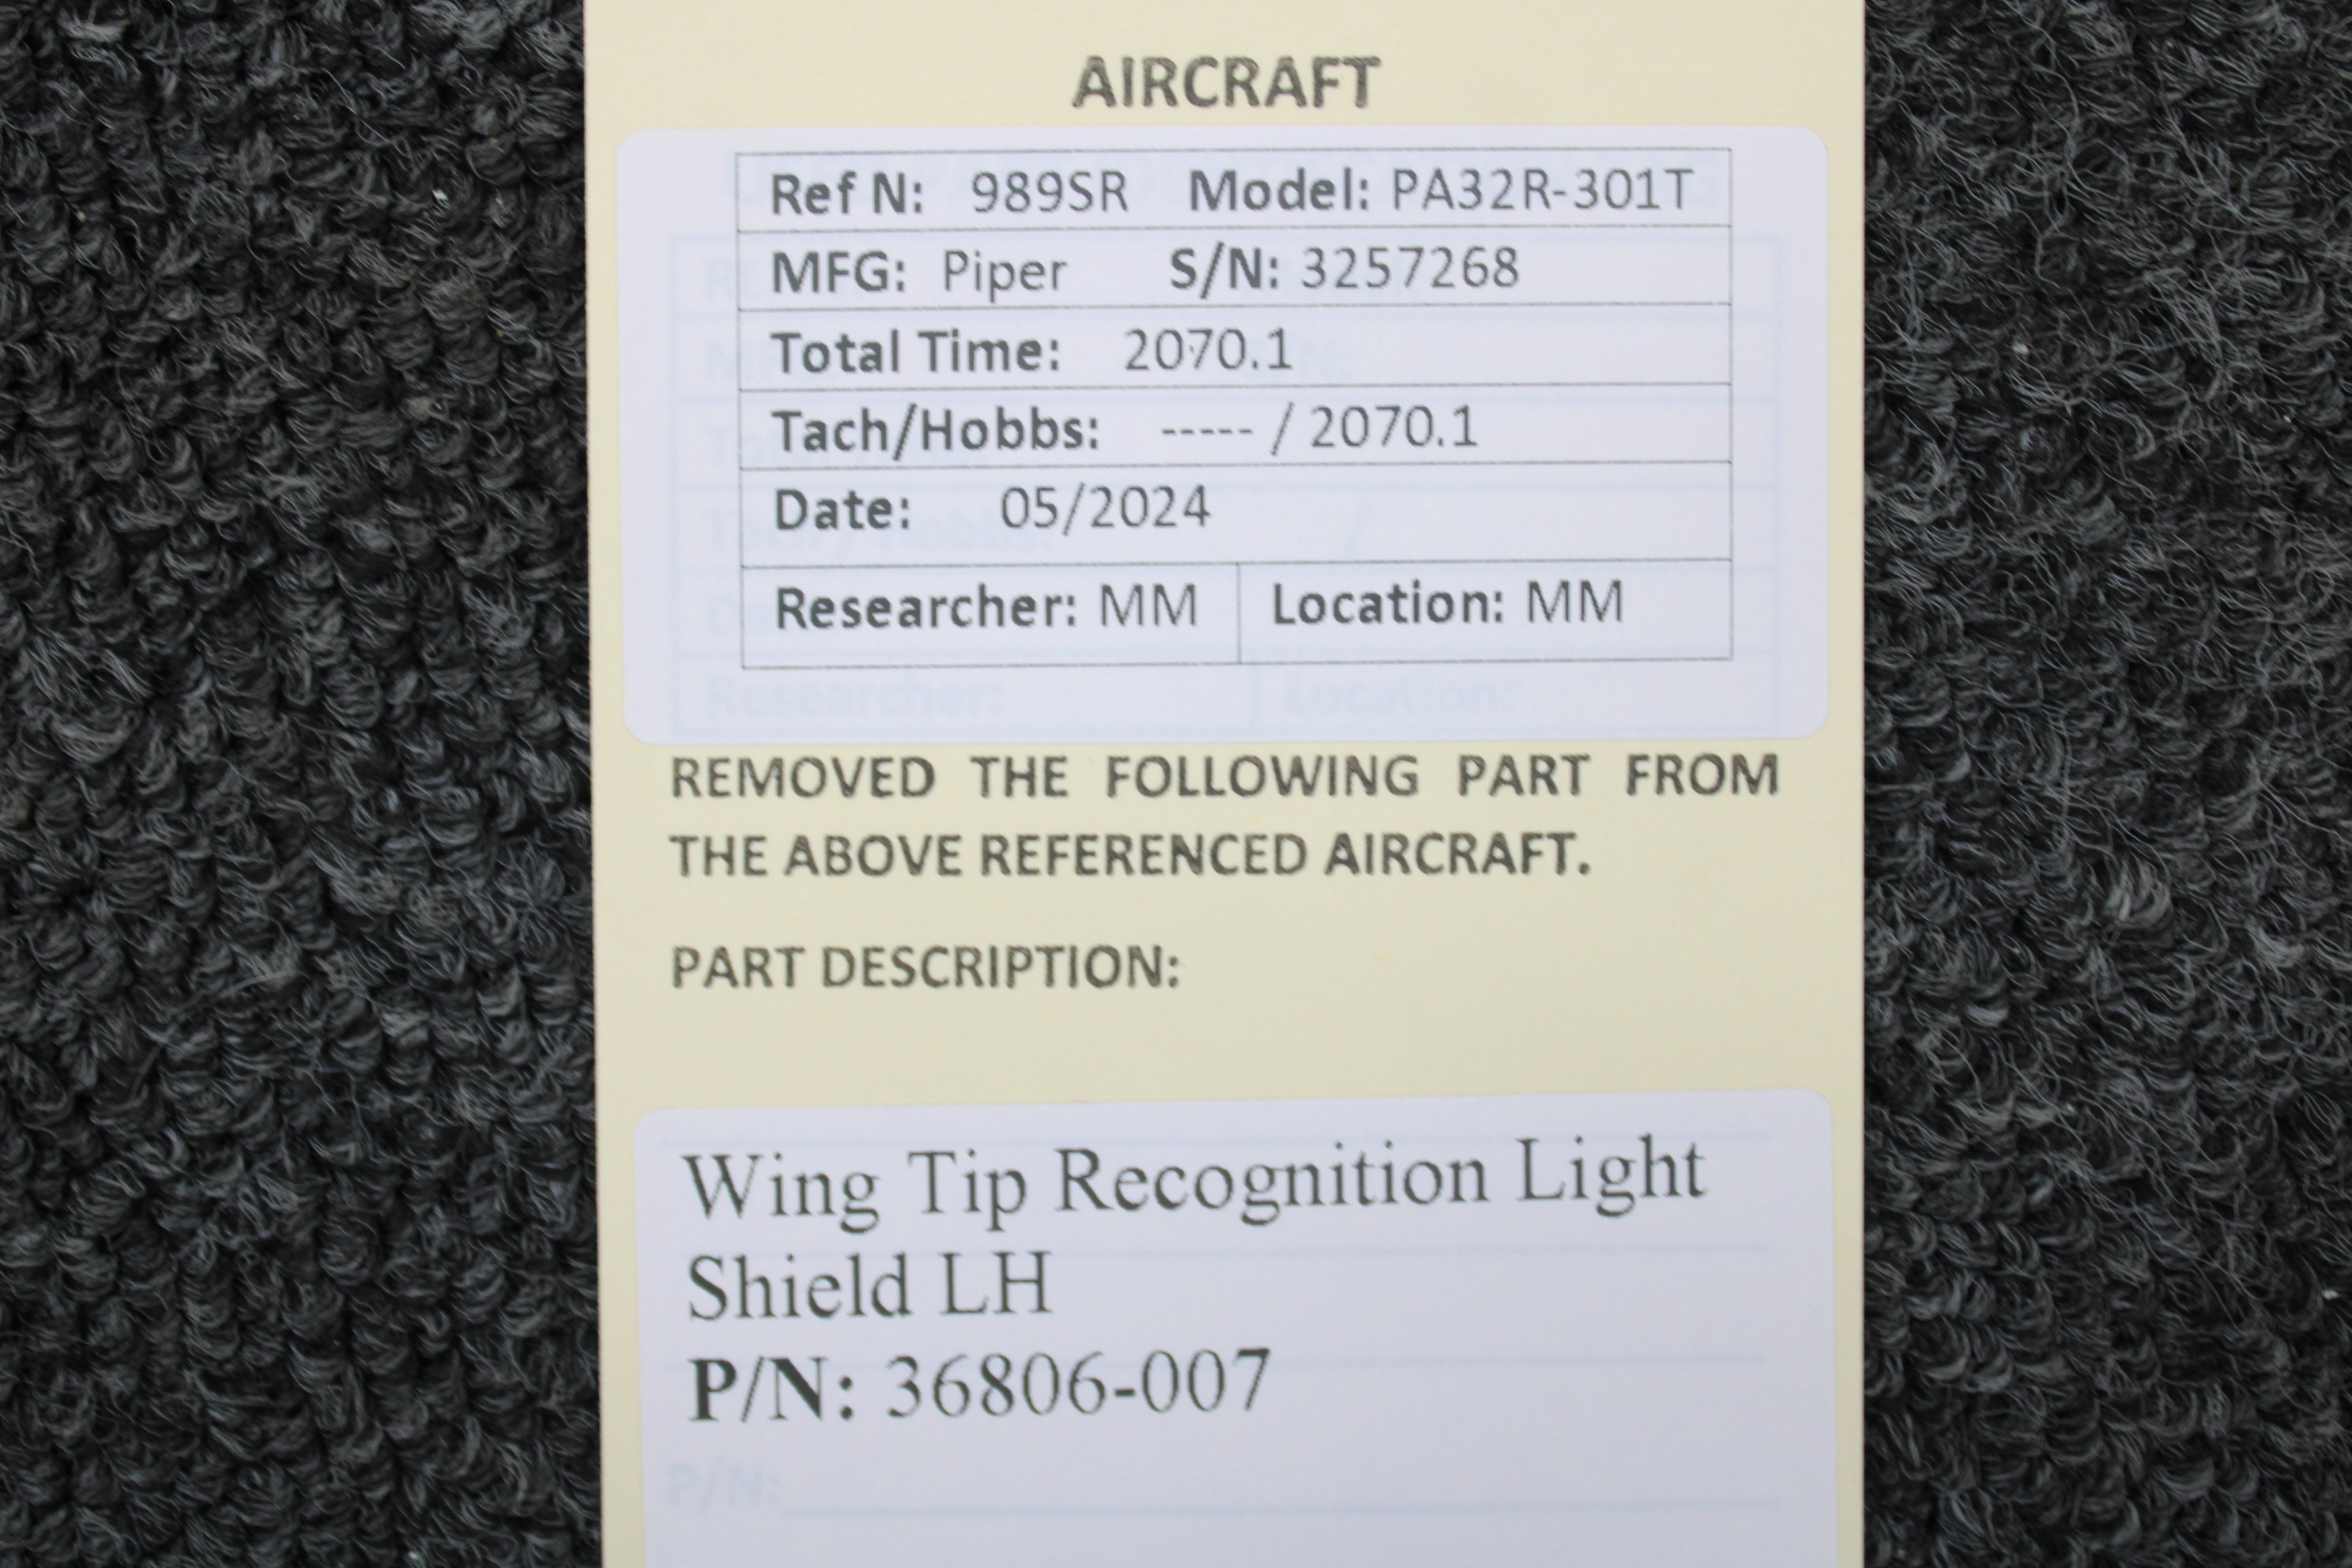 AIRCRAFT
Ref N: 989SR Model: PA32R-301T
MFG: Piper S/N: 3257268
Total Time: 2070.1
Tach/Hobbs: ----- / 2070.1
Date: 05/2024
Researcher: MM Location: MM
Researcher: Location:
REMOVED THE FOLLOWING PART FROM
THE ABOVE REFERENCED AIRCRAFT.
PART DESCRIPTION:
Wing Tip Recognition Light
Shield LH
P/N: 36806-007
P/N: